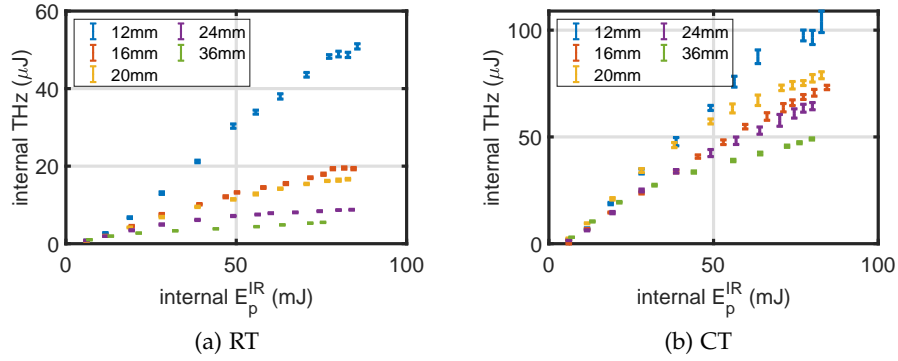 60
40
20
0
0
50
100
internal THz (μJ)
internal E_p^IR (mJ)
12mm
16mm
20mm
24mm
36mm
(a) RT
100
50
0
0
50
100
internal THz (μJ)
internal E_p^IR (mJ)
12mm
16mm
20mm
24mm
36mm
(b) CT